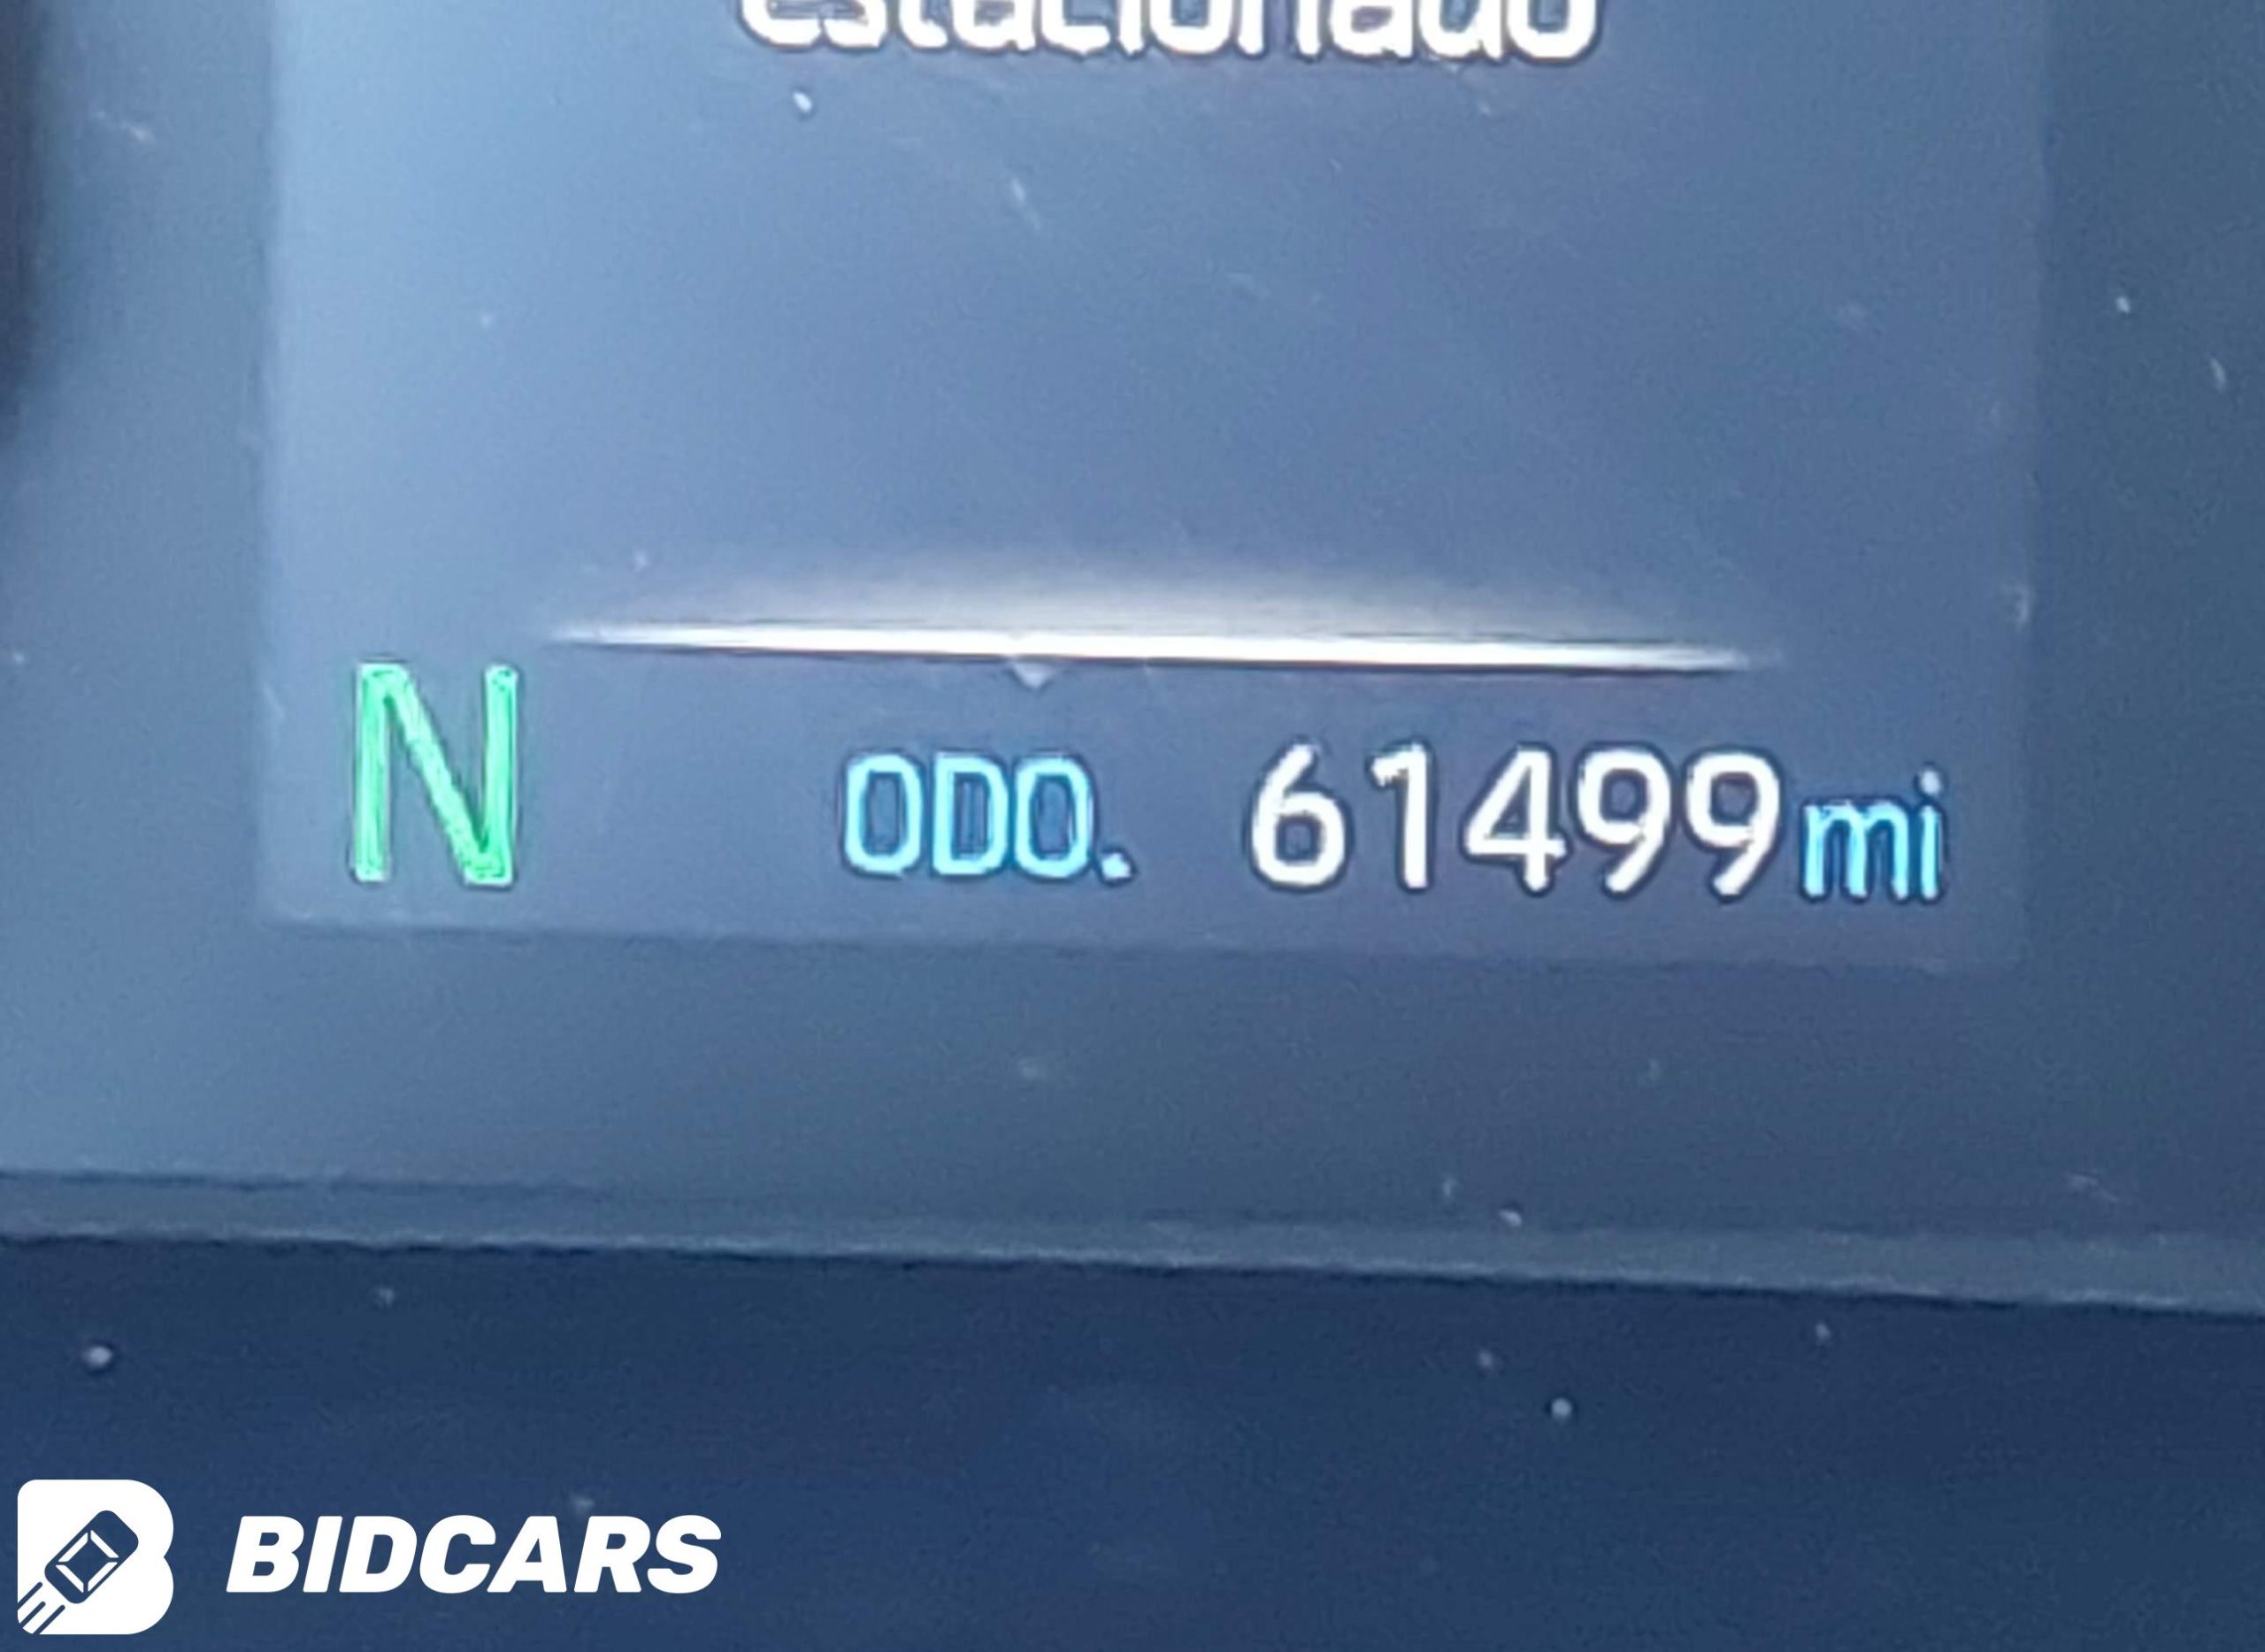 estacionado
N ODO. 61499mi
BIDCARS